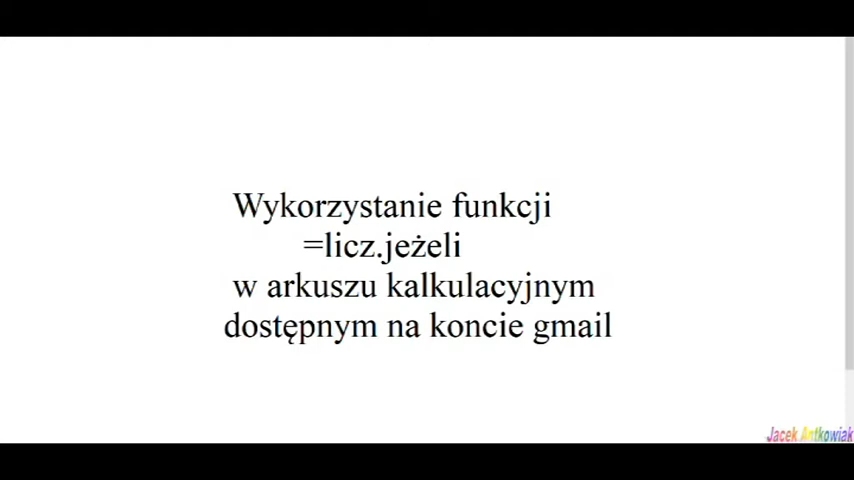 Wykorzystanie funkcji
=licz.jeżeli
w arkuszu kalkulacyjnym
dostępnym na koncie gmail
Jacek Antkowiak